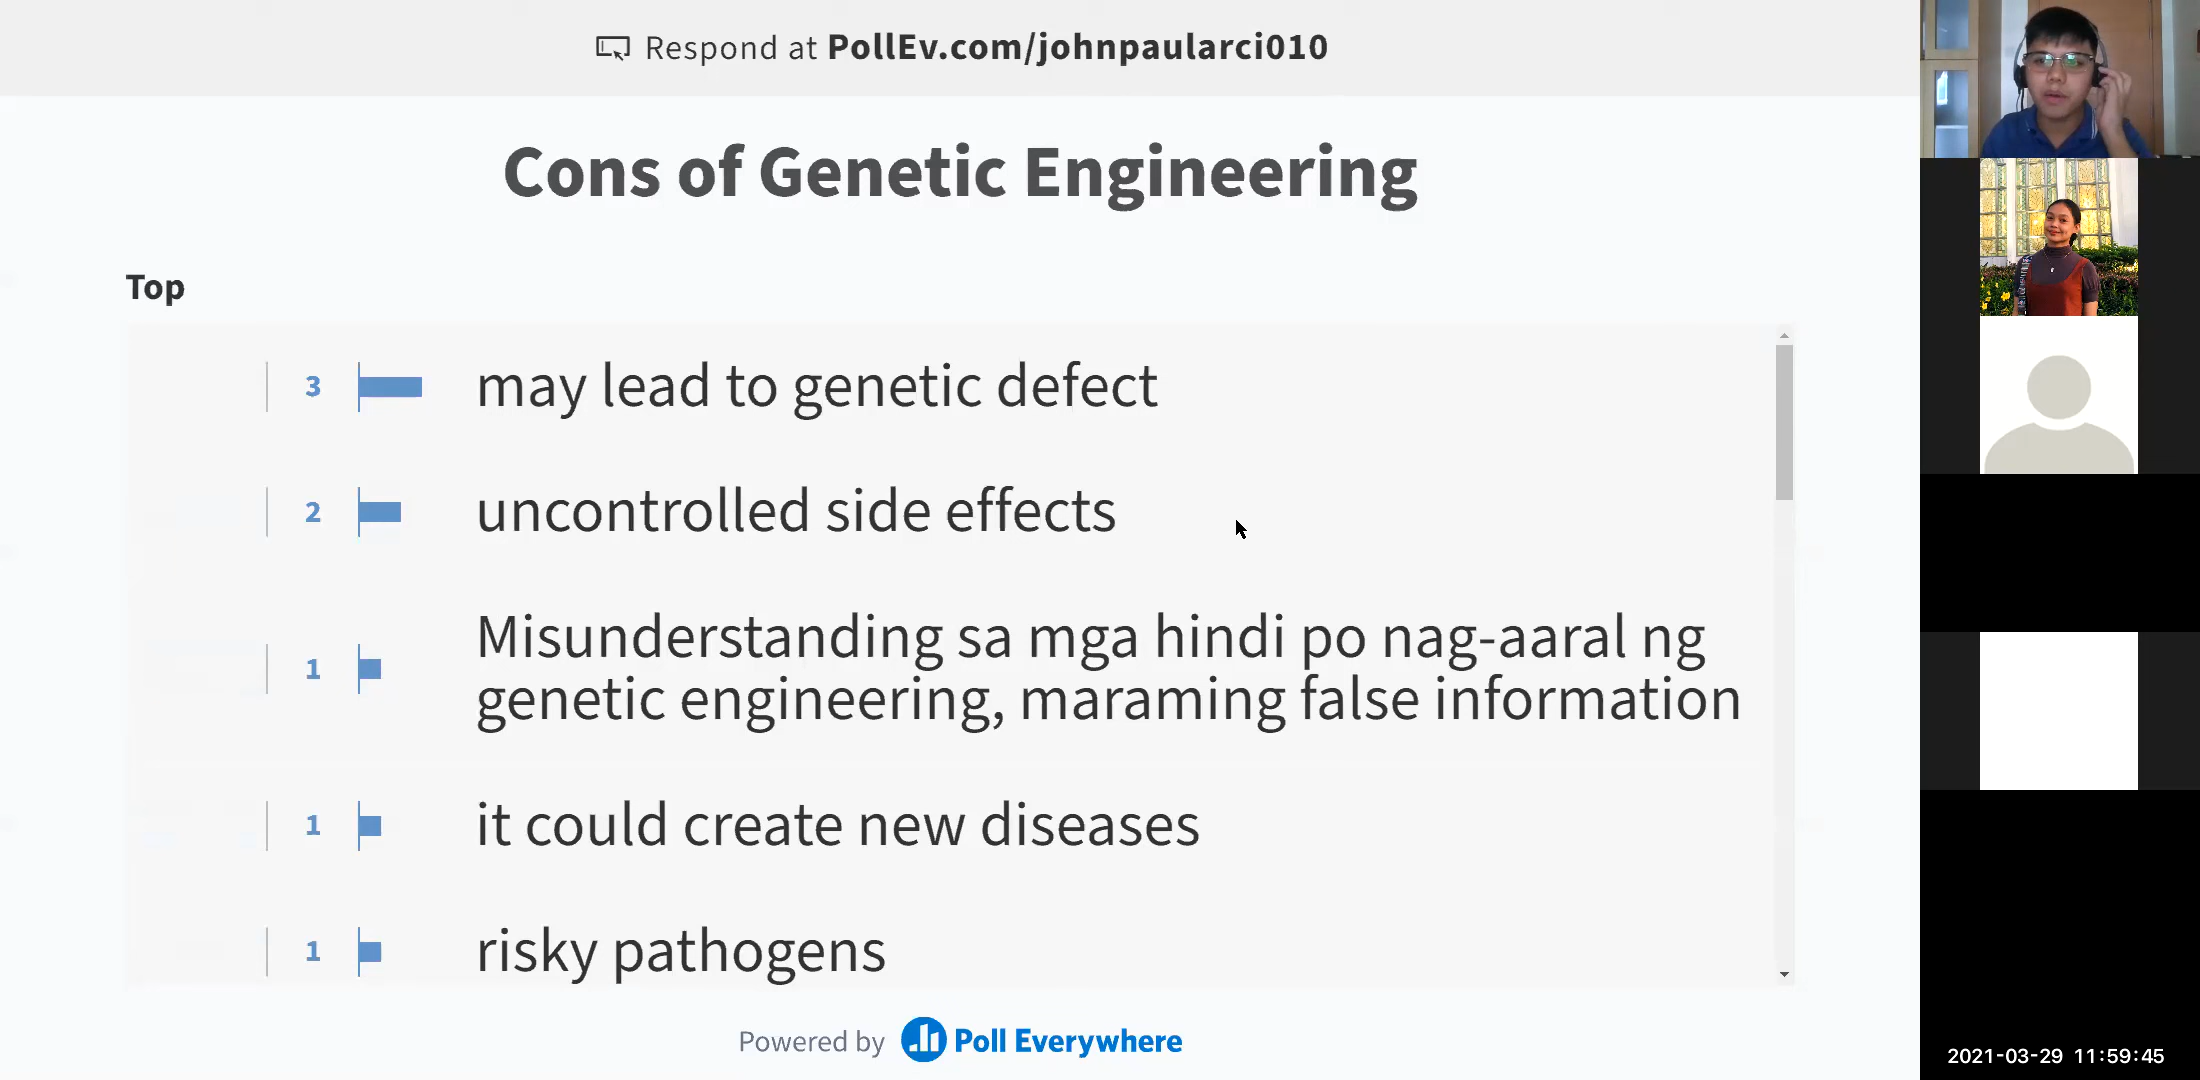 Respond at PollEv.com/johnpaularci010
Cons of Genetic Engineering
Top
3 may lead to genetic defect
2 uncontrolled side effects
1 Misunderstanding sa mga hindi po nag-aaral ng
genetic engineering, maraming false information
1 it could create new diseases
1 risky pathogens
Powered by Poll Everywhere
2021-03-29 11:59:45